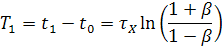 T₁ = t₁ − t₀ = τ_X ln((1 + β)/(1 − β))